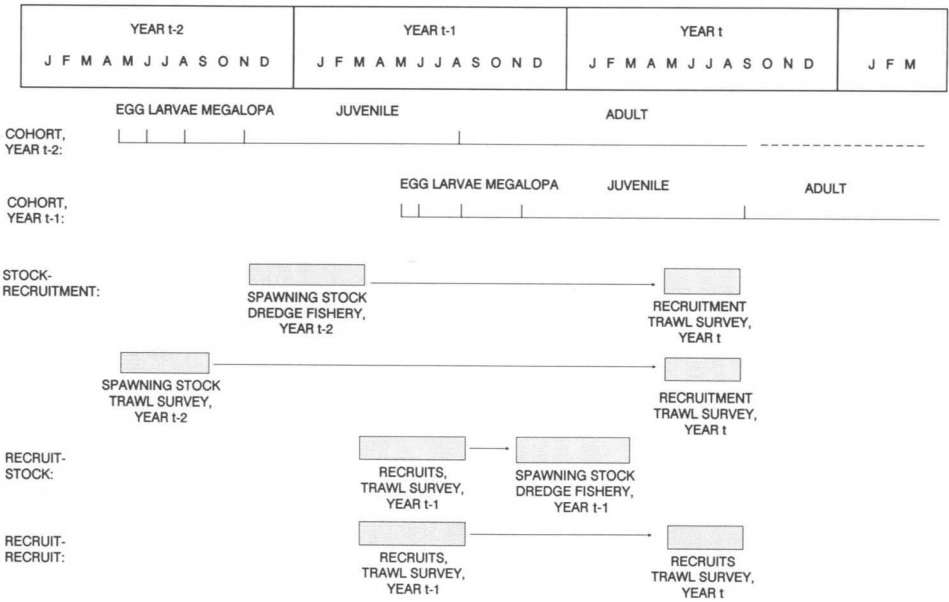 YEAR t-2 YEAR t-1 YEAR t
J F M A M J J A S O N D J F M A M J J A S O N D J F M A M J J A S O N D J F M
EGG LARVAE MEGALOPA JUVENILE ADULT
COHORT,
YEAR t-2:
EGG LARVAE MEGALOPA JUVENILE ADULT
COHORT,
YEAR t-1:
STOCK-
RECRUITMENT:
SPAWNING STOCK
DREDGE FISHERY,
YEAR t-2
RECRUITMENT
TRAWL SURVEY,
YEAR t
SPAWNING STOCK
TRAWL SURVEY,
YEAR t-2
RECRUITMENT
TRAWL SURVEY,
YEAR t
RECRUIT-
STOCK:
RECRUITS,
TRAWL SURVEY,
YEAR t-1
SPAWNING STOCK
DREDGE FISHERY,
YEAR t-1
RECRUIT-
RECRUIT:
RECRUITS,
TRAWL SURVEY,
YEAR t-1
RECRUITS
TRAWL SURVEY,
YEAR t